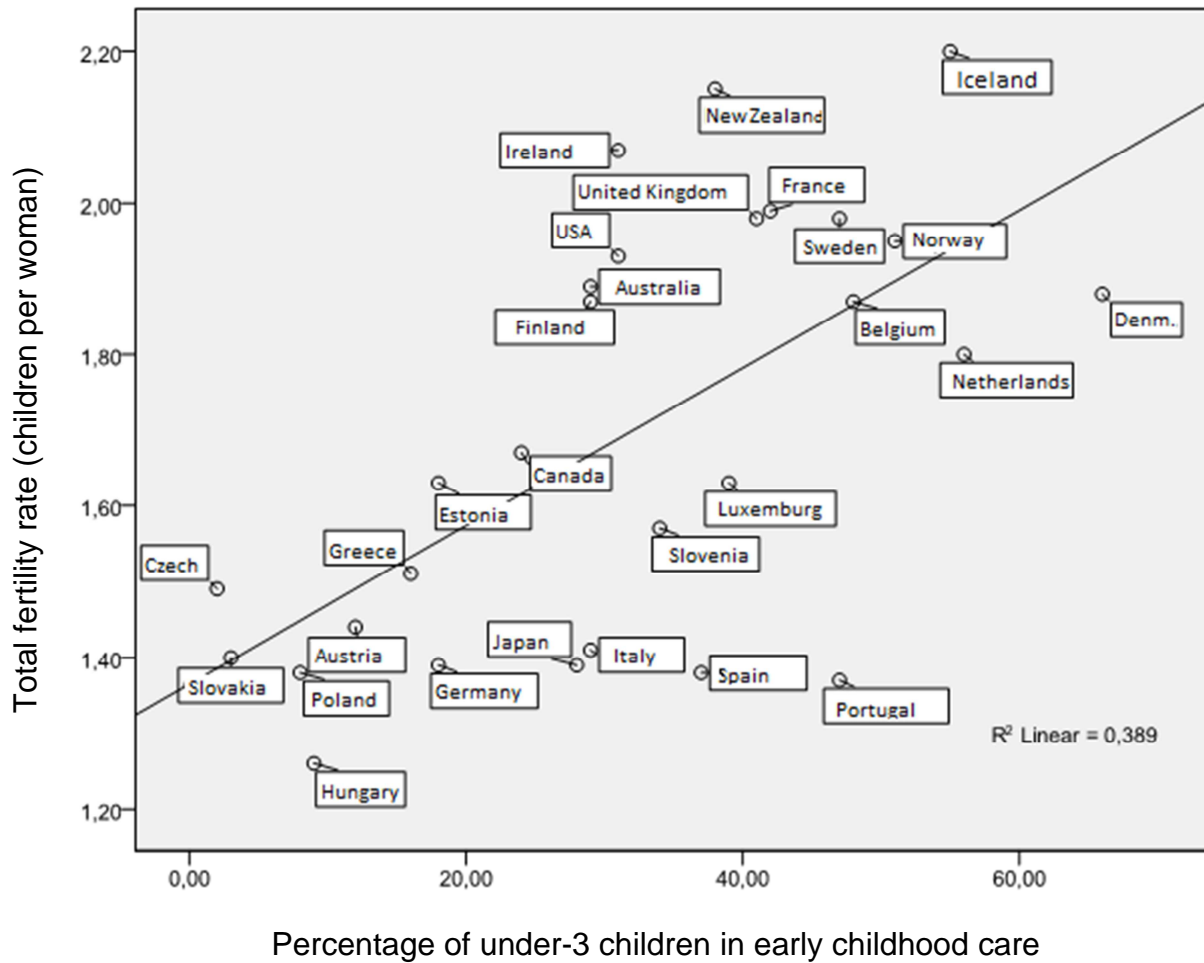 Total fertility rate (children per woman)
2,20
2,00
1,80
1,60
1,40
1,20
Iceland
NewZealand
Ireland
United Kingdom
France
USA
Sweden
Norway
Australia
Finland
Belgium
Denm..
Netherlands
Canada
Estonia
Luxemburg
Slovenia
Greece
Czech
Japan
Italy
Austria
Slovakia
Poland
Germany
Spain
Portugal
R² Linear = 0,389
Hungary
0,00 20,00 40,00 60,00
Percentage of under-3 children in early childhood care